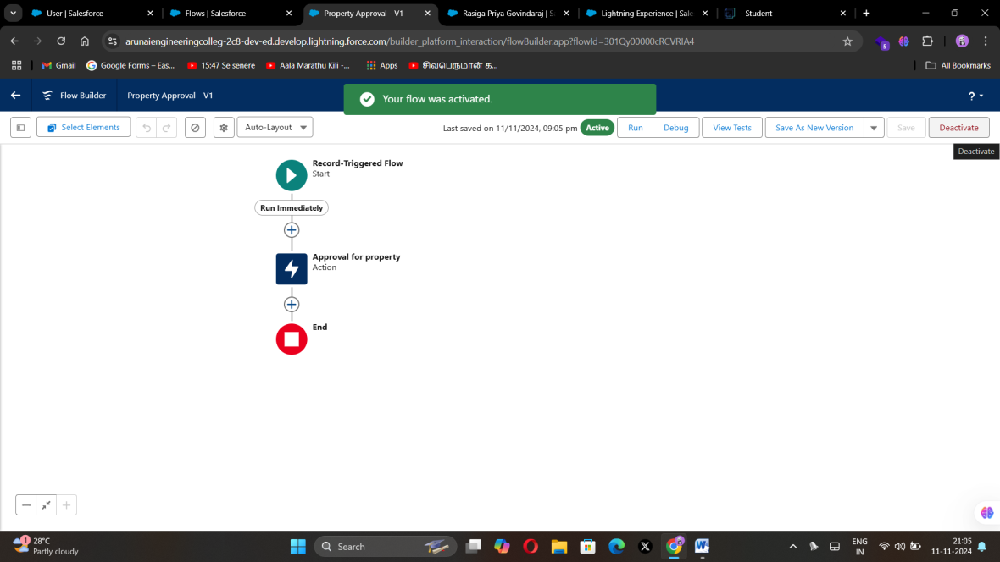 User | Salesforce
Flows | Salesforce
Property Approval - V1
Rasiga Priya Govindaraj | S
Lightning Experience | Sale
- Student
arunaiengineeringcolleg-2c8-dev-ed.develop.lightning.force.com/builder_platform_interaction/flowBuilder.app?flowId=301Qy00000cRCVRIA4
5
Gmail
Google Forms – Eas...
15:47 Se senere
Aala Marathu Kili -...
Apps
சிவபெருமான் க...
All Bookmarks
Flow Builder
Property Approval - V1
Your flow was activated.
?
Select Elements
Auto-Layout
Last saved on 11/11/2024, 09:05 pm
Active
Run
Debug
View Tests
Save As New Version
Save
Deactivate
Deactivate
Record-Triggered Flow
Start
Run Immediately
Approval for property
Action
End
1
28°C
Partly cloudy
Search
ENG
IN
21:05
11-11-2024